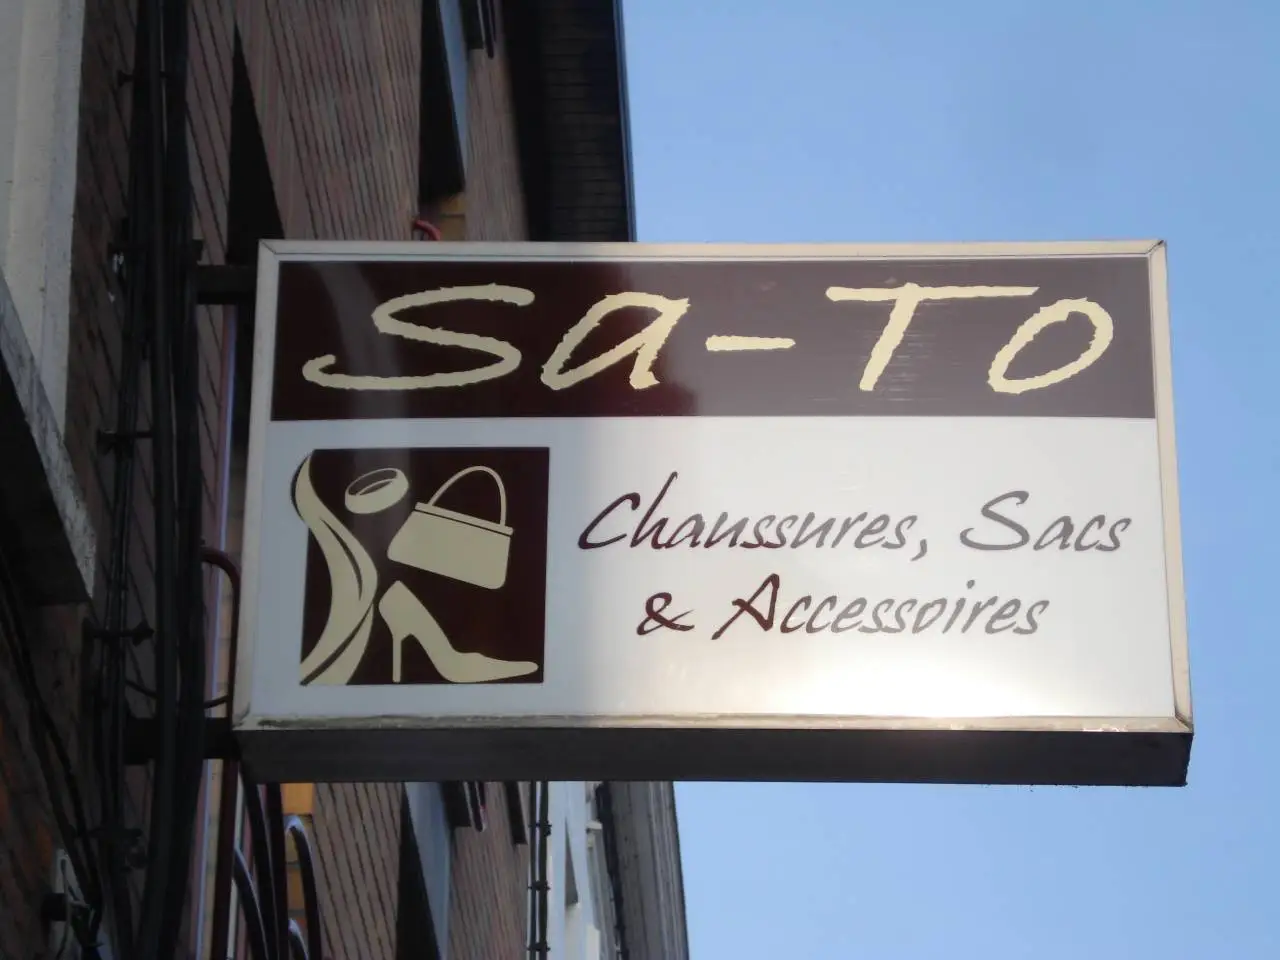 Sa-To
Chaussures, Sacs
& Accessoires